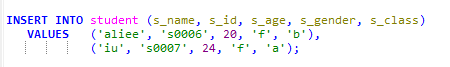 INSERT INTO student (s_name, s_id, s_age, s_gender, s_class)
VALUES ('aliee', 's0006', 20, 'f', 'b'),
('iu', 's0007', 24, 'f', 'a');